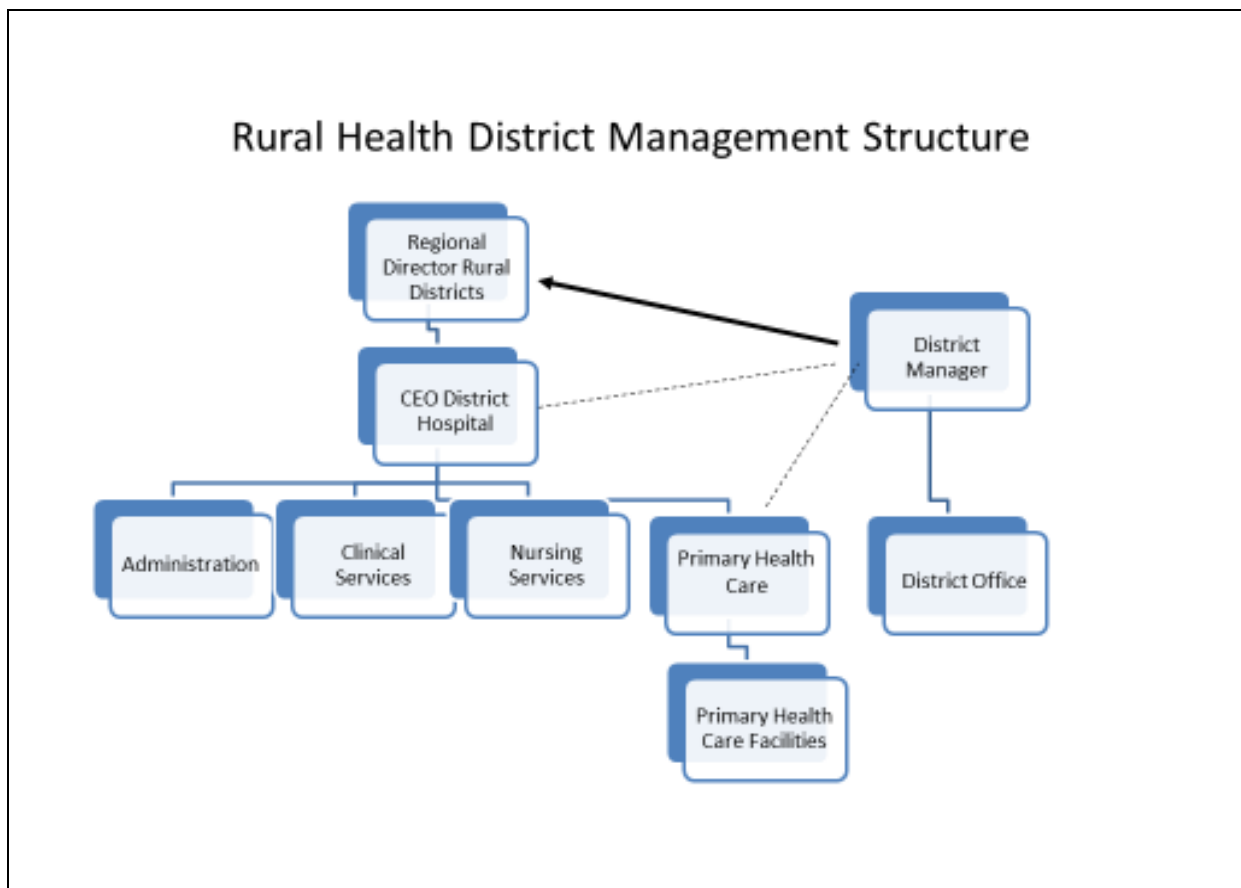 Rural Health District Management Structure
Regional
Director Rural
Districts
District
Manager
CEO District
Hospital
Administration
Clinical
Services
Nursing
Services
Primary Health
Care
District Office
Primary Health
Care Facilities